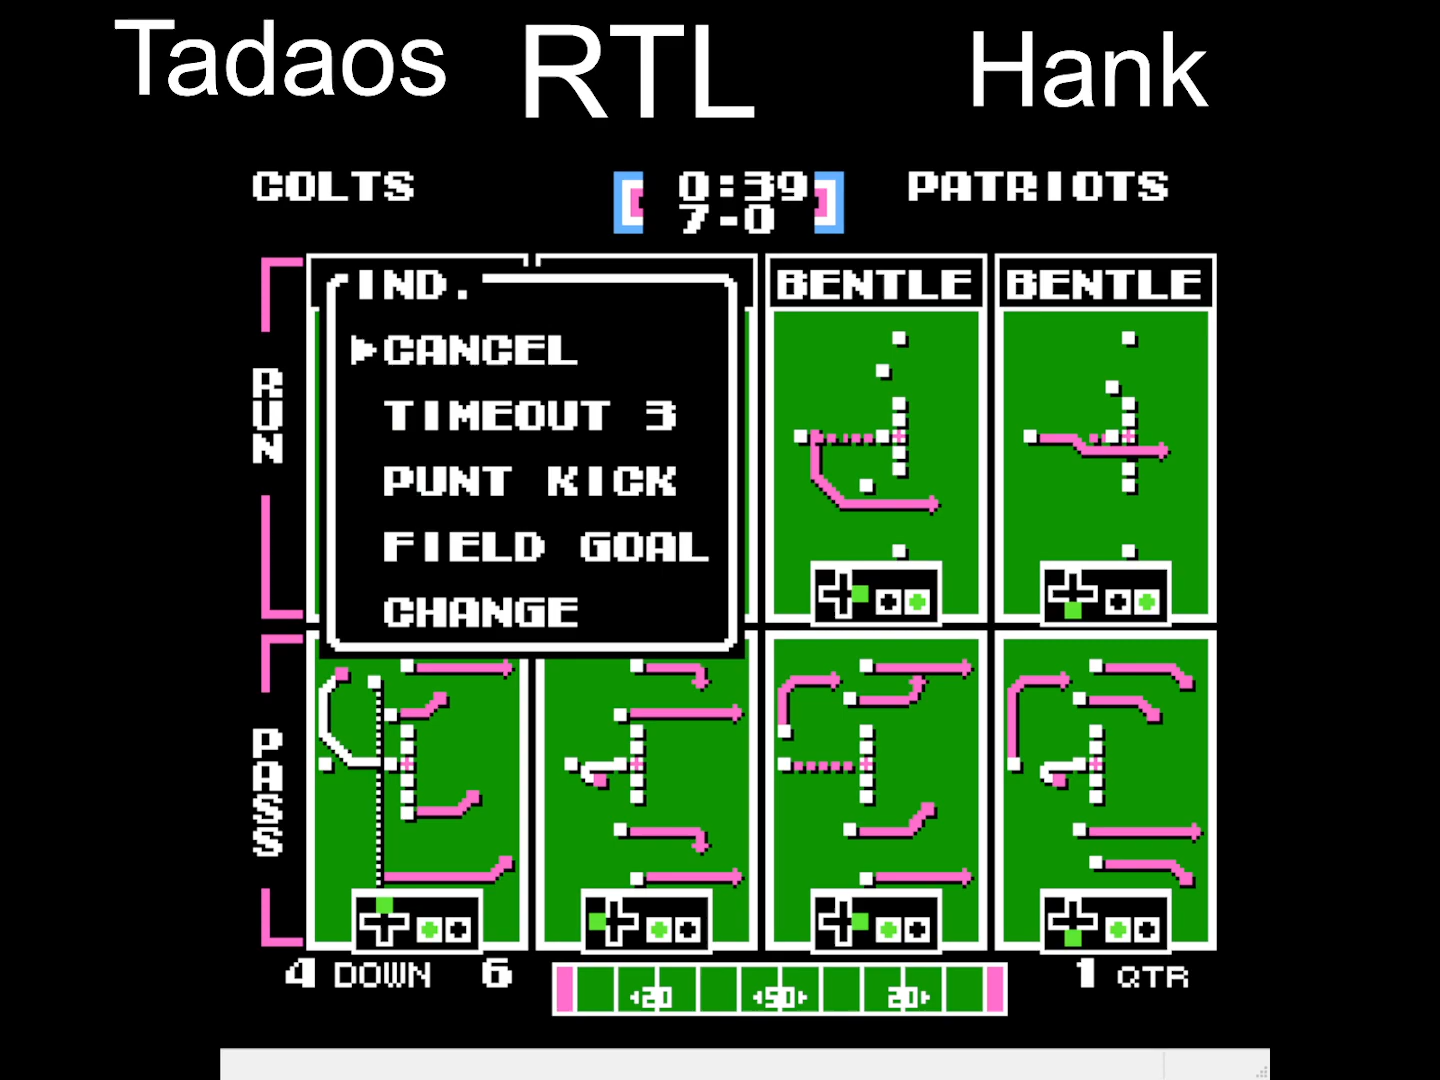 Tadaos RTL Hank
COLTS 0:39 PATRIOTS
7-0
IND.
CANCEL
TIMEOUT 3
PUNT KICK
FIELD GOAL
CHANGE
BENTLE BENTLE
RUN
PASS
4 DOWN 6
20 50 20
1 QTR